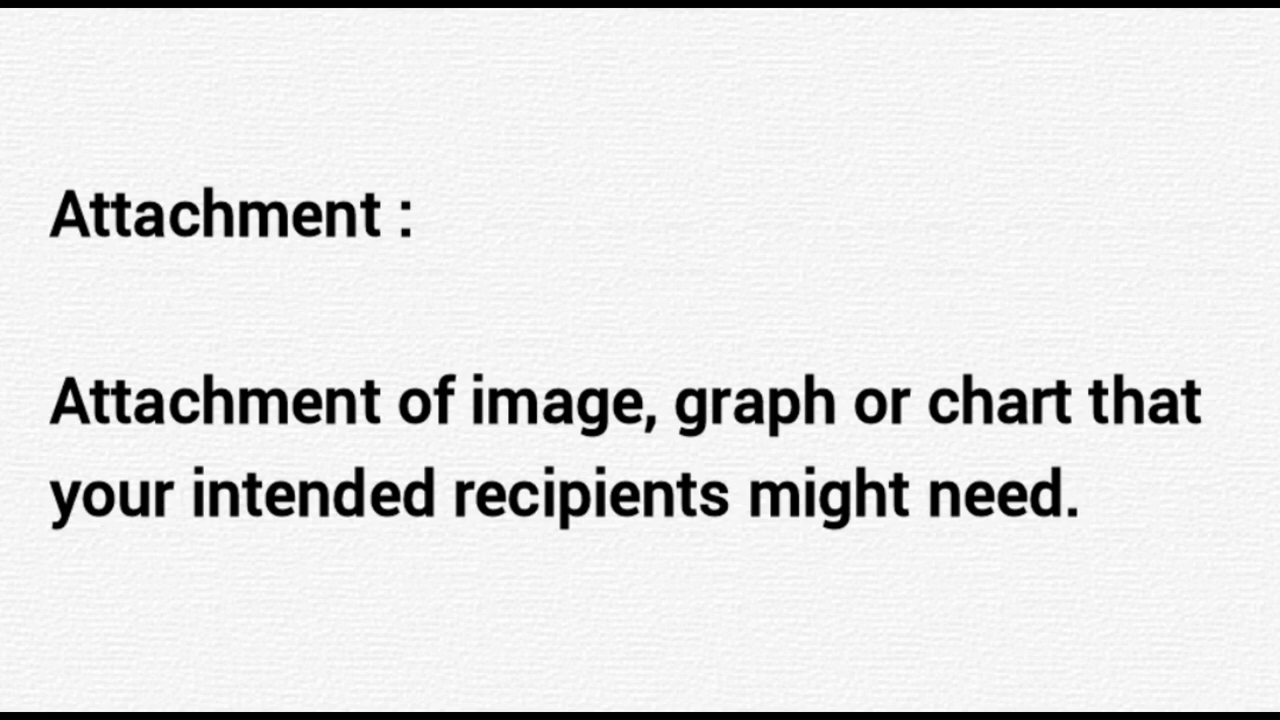 Attachment :
Attachment of image, graph or chart that
your intended recipients might need.